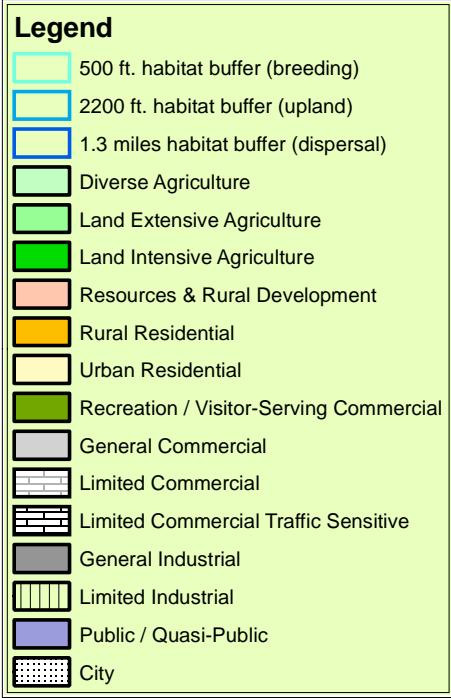 Legend
500 ft. habitat buffer (breeding)
2200 ft. habitat buffer (upland)
1.3 miles habitat buffer (dispersal)
Diverse Agriculture
Land Extensive Agriculture
Land Intensive Agriculture
Resources & Rural Development
Rural Residential
Urban Residential
Recreation / Visitor-Serving Commercial
General Commercial
Limited Commercial
Limited Commercial Traffic Sensitive
General Industrial
Limited Industrial
Public / Quasi-Public
City